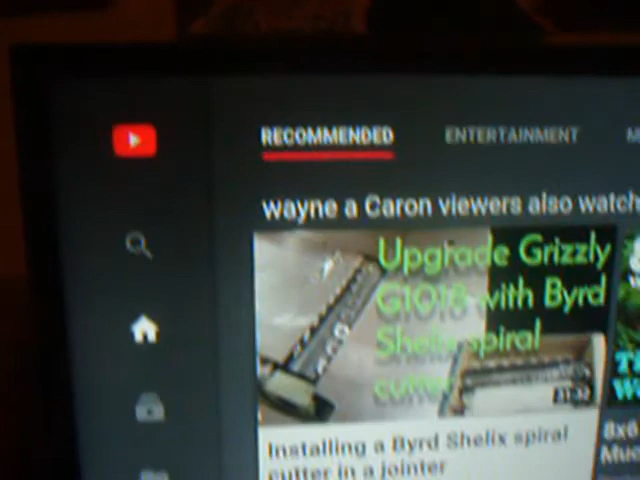 RECOMMENDED ENTERTAINMENT
wayne a Caron viewers also watch
Upgrade Grizzly
G1018 with Byrd
Shelix spiral
cutter
Installing a Byrd Shelix spiral
cutter in a jointer
8x6